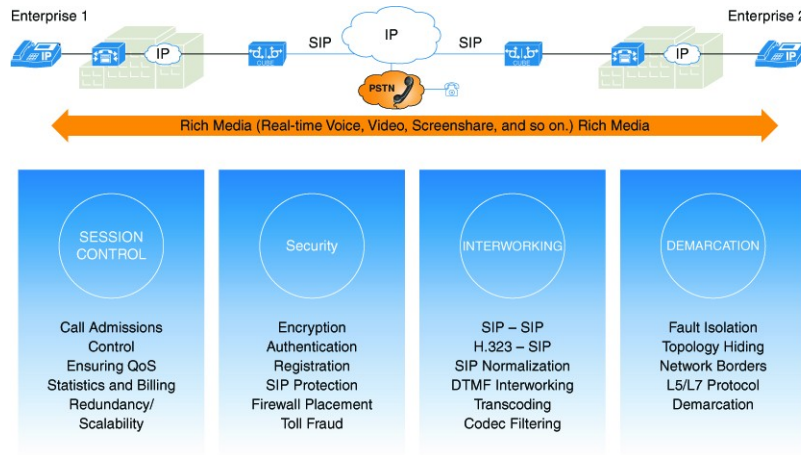 Enterprise 1
Enterprise 2
IP
IP
CUBE
SIP
IP
SIP
CUBE
IP
IP
PSTN
Rich Media (Real-time Voice, Video, Screenshare, and so on.) Rich Media
SESSION
CONTROL
Call Admissions
Control
Ensuring QoS
Statistics and Billing
Redundancy/
Scalability
Security
Encryption
Authentication
Registration
SIP Protection
Firewall Placement
Toll Fraud
INTERWORKING
SIP – SIP
H.323 – SIP
SIP Normalization
DTMF Interworking
Transcoding
Codec Filtering
DEMARCATION
Fault Isolation
Topology Hiding
Network Borders
L5/L7 Protocol
Demarcation